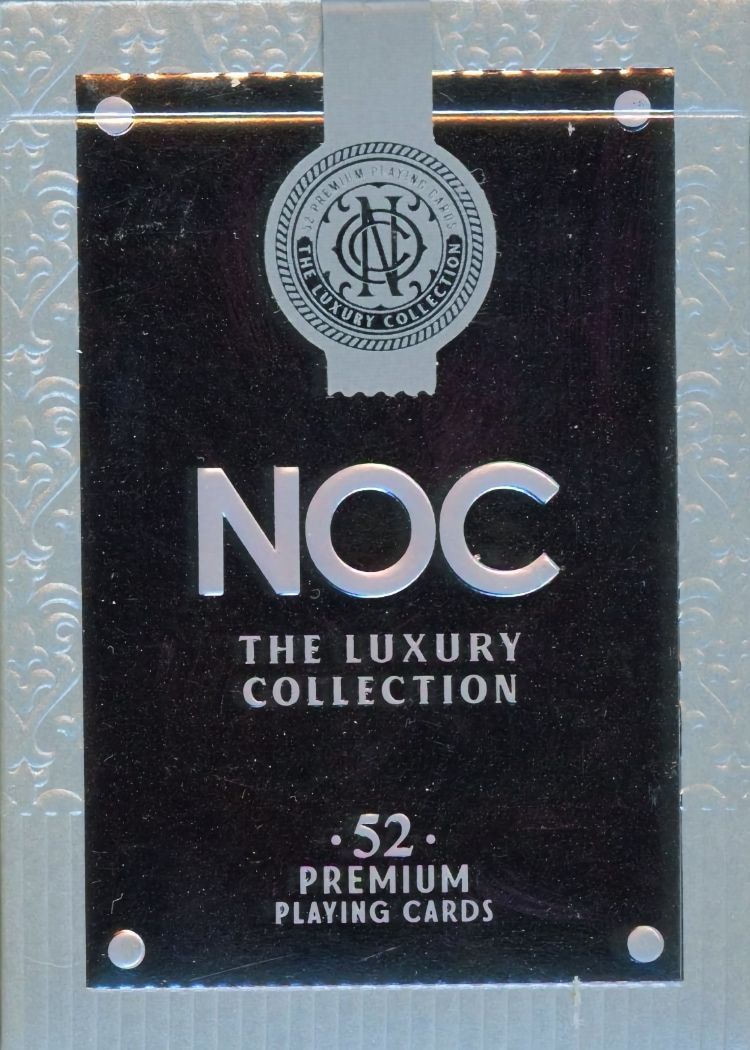 52 PREMIUM PLAYING CARDS
NOC
THE LUXURY COLLECTION
NOC
THE LUXURY
COLLECTION
· 52 ·
PREMIUM
PLAYING CARDS